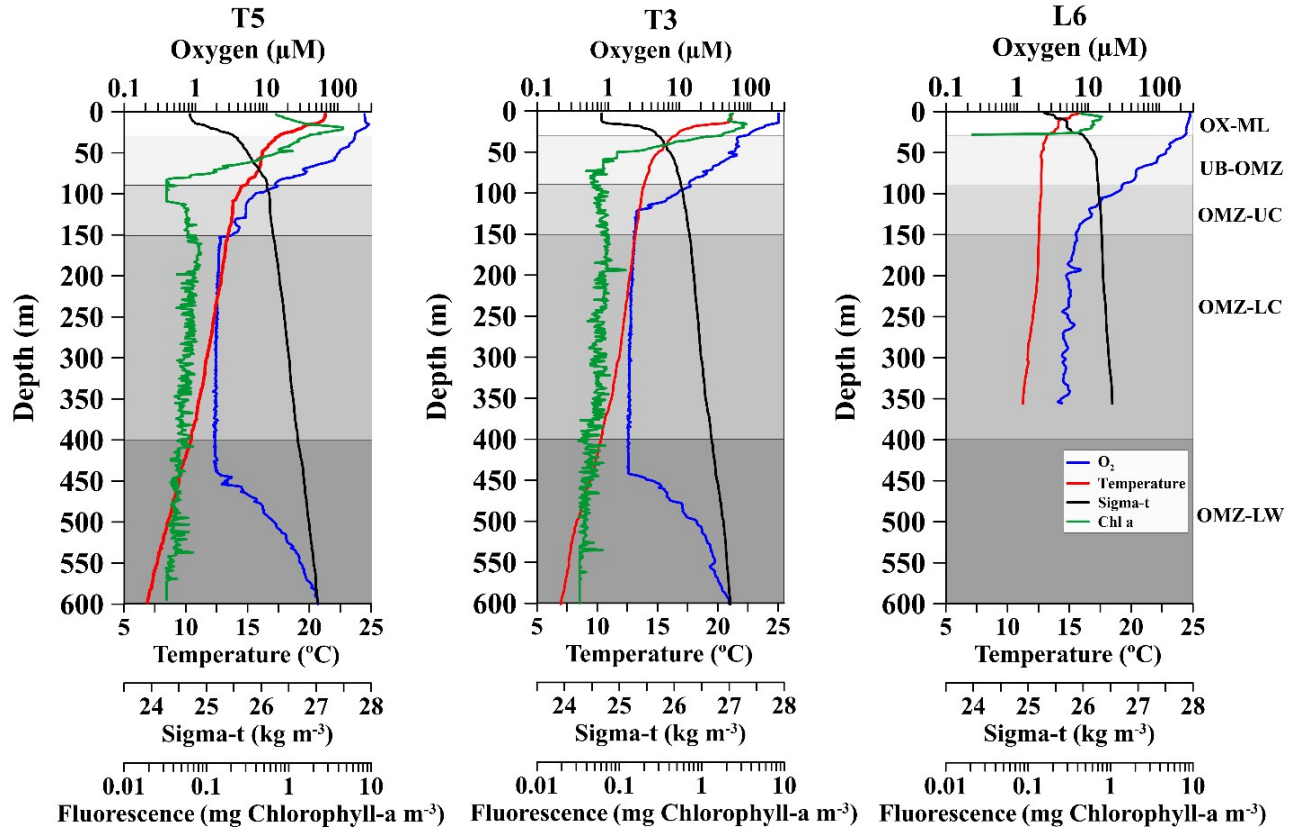 T5
T3
L6
Oxygen (µM)
Oxygen (µM)
Oxygen (µM)
0.1 1 10 100
0.1 1 10 100
0.1 1 10 100
Depth (m)
0
50
100
150
200
250
300
350
400
450
500
550
600
Depth (m)
0
50
100
150
200
250
300
350
400
450
500
550
600
Depth (m)
0
50
100
150
200
250
300
350
400
450
500
550
600
OX-ML
UB-OMZ
OMZ-UC
OMZ-LC
OMZ-LW
O2
Temperature
Sigma-t
Chl a
5 10 15 20 25
5 10 15 20 25
5 10 15 20 25
Temperature (ºC)
Temperature (ºC)
Temperature (ºC)
24 25 26 27 28
24 25 26 27 28
24 25 26 27 28
Sigma-t (kg m-3)
Sigma-t (kg m-3)
Sigma-t (kg m-3)
0.01 0.1 1 10
0.01 0.1 1 10
0.01 0.1 1 10
Fluorescence (mg Chlorophyll-a m-3)
Fluorescence (mg Chlorophyll-a m-3)
Fluorescence (mg Chlorophyll-a m-3)